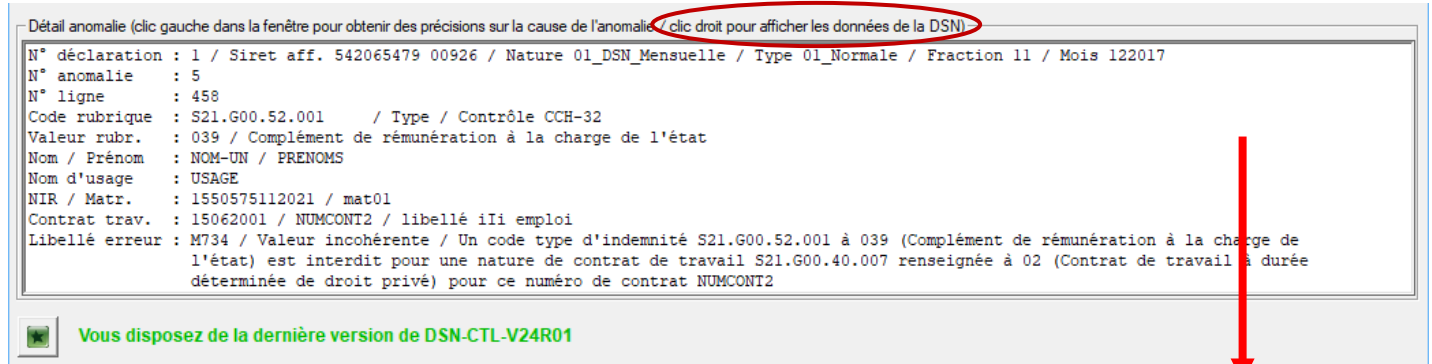 Détail anomalie (clic gauche dans la fenêtre pour obtenir des précisions sur la cause de l'anomalie / clic droit pour afficher les données de la DSN)
N° déclaration : 1 / Siret aff. 542065479 00926 / Nature 01_DSN_Mensuelle / Type 01_Normale / Fraction 11 / Mois 122017
N° anomalie : 5
N° ligne : 458
Code rubrique : S21.G00.52.001 / Type / Contrôle CCH-32
Valeur rubr. : 039 / Complément de rémunération à la charge de l'état
Nom / Prénom : NOM-UN / PRENOMS
Nom d'usage : USAGE
NIR / Matr. : 1550575112021 / mat01
Contrat trav. : 15062001 / NUMCONT2 / libellé iIi emploi
Libellé erreur : M734 / Valeur incohérente / Un code type d'indemnité S21.G00.52.001 à 039 (Complément de rémunération à la charge de
l'état) est interdit pour une nature de contrat de travail S21.G00.40.007 renseignée à 02 (Contrat de travail à durée
déterminée de droit privé) pour ce numéro de contrat NUMCONT2
Vous disposez de la dernière version de DSN-CTL-V24R01